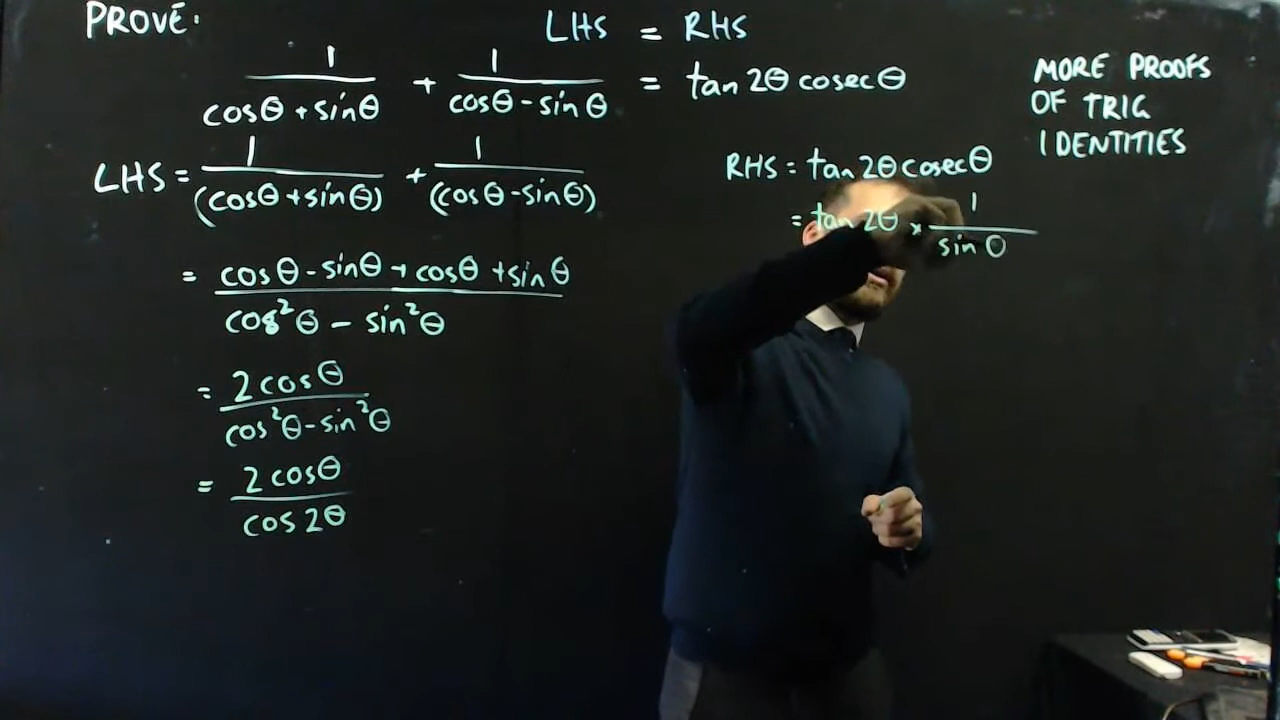 PROVE:
LHS = RHS
1/(cosθ + sinθ) + 1/(cosθ - sinθ) = tan 2θ cosec θ
MORE PROOFS
OF TRIG
IDENTITIES
LHS = 1/(cosθ + sinθ) + 1/(cosθ - sinθ)
= (cosθ - sinθ + cosθ + sinθ)/(cos²θ - sin²θ)
= 2cosθ/(cos²θ - sin²θ)
= 2cosθ/cos 2θ
RHS = tan 2θ cosec θ
= tan 2θ × 1/sin θ